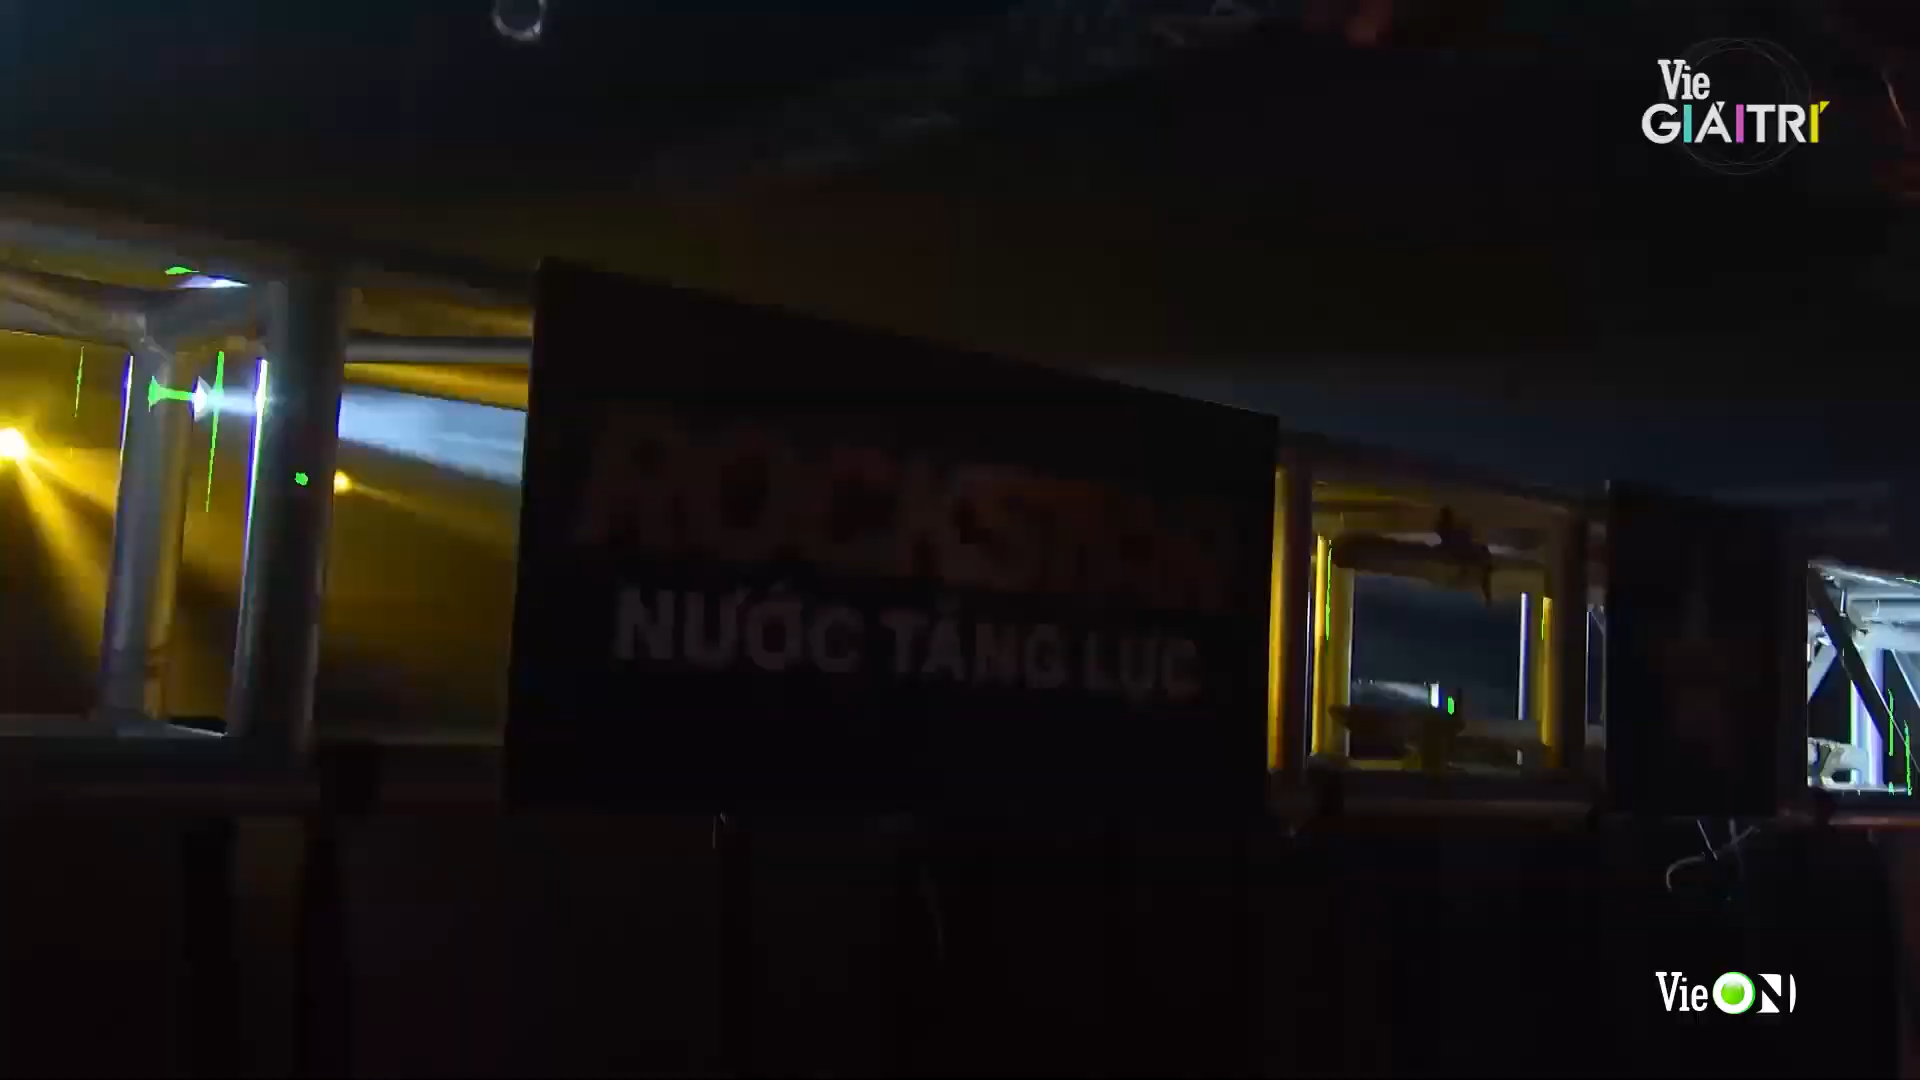 Vie
GIẢI TRÍ
ROCKSTAR
NƯỚC TĂNG LỰC
VieON